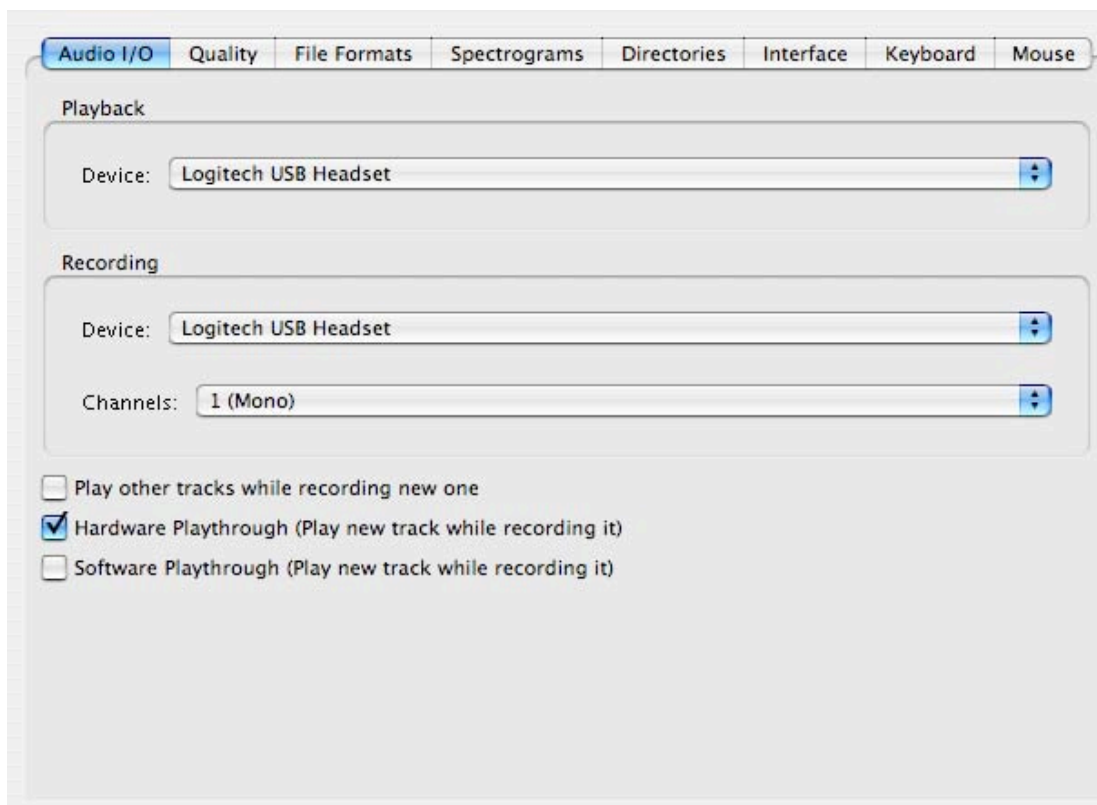 Audio I/O Quality File Formats Spectrograms Directories Interface Keyboard Mouse
Playback
Device: Logitech USB Headset
Recording
Device: Logitech USB Headset
Channels: 1 (Mono)
Play other tracks while recording new one
Hardware Playthrough (Play new track while recording it)
Software Playthrough (Play new track while recording it)